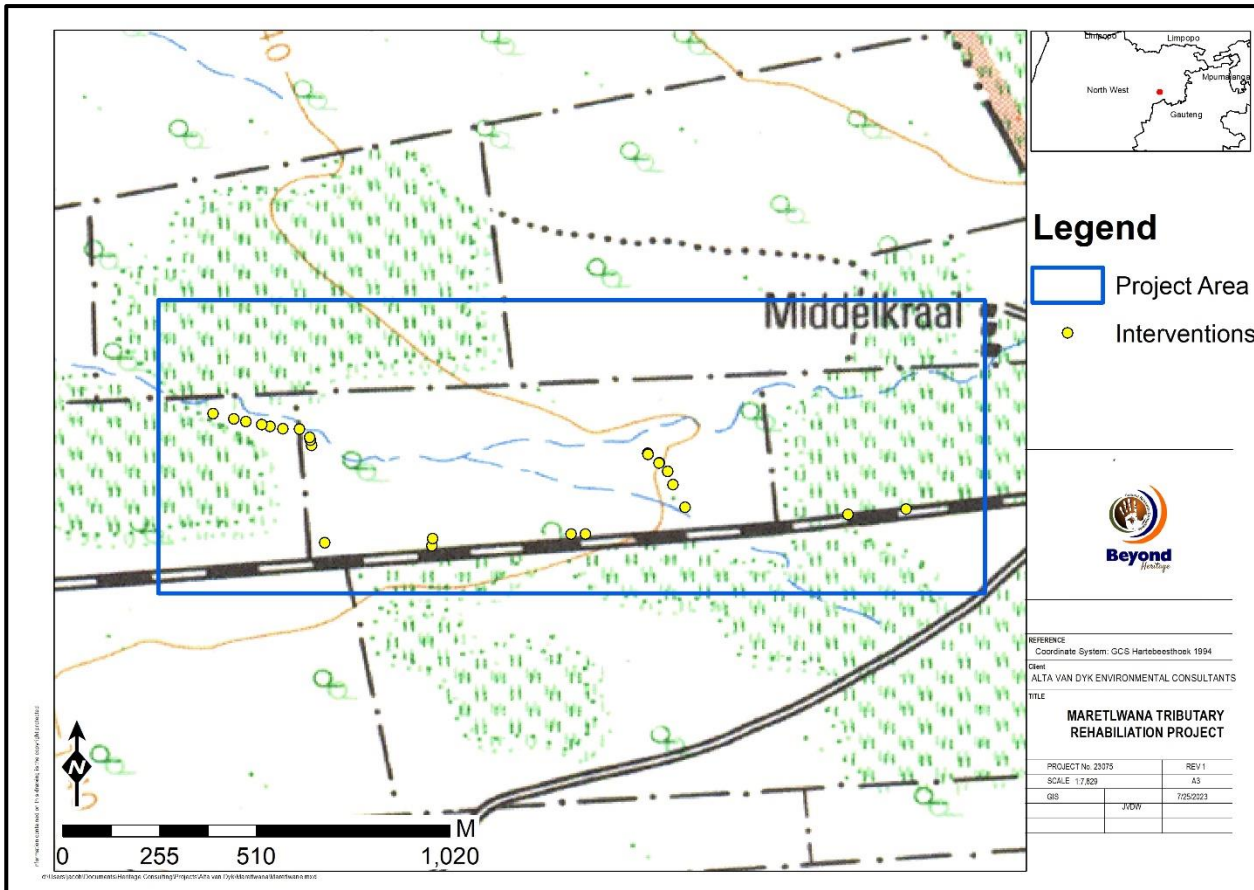 40
Middelkraal
Limpopo
Limpopo
North West
Mpumalanga
Gauteng
Legend
Project Area
Interventions
Beyond
Heritage
REFERENCE
Coordinate System: GCS Hartebeesthoek 1994
Client
ALTA VAN DYK ENVIRONMENTAL CONSULTANTS
TITLE
MARETLWANA TRIBUTARY
REHABILIATION PROJECT
PROJECT No: 23075
REV 1
SCALE 1:7,829
A3
GIS
JVDW
7/25/2023
N
M
0 255 510 1,020